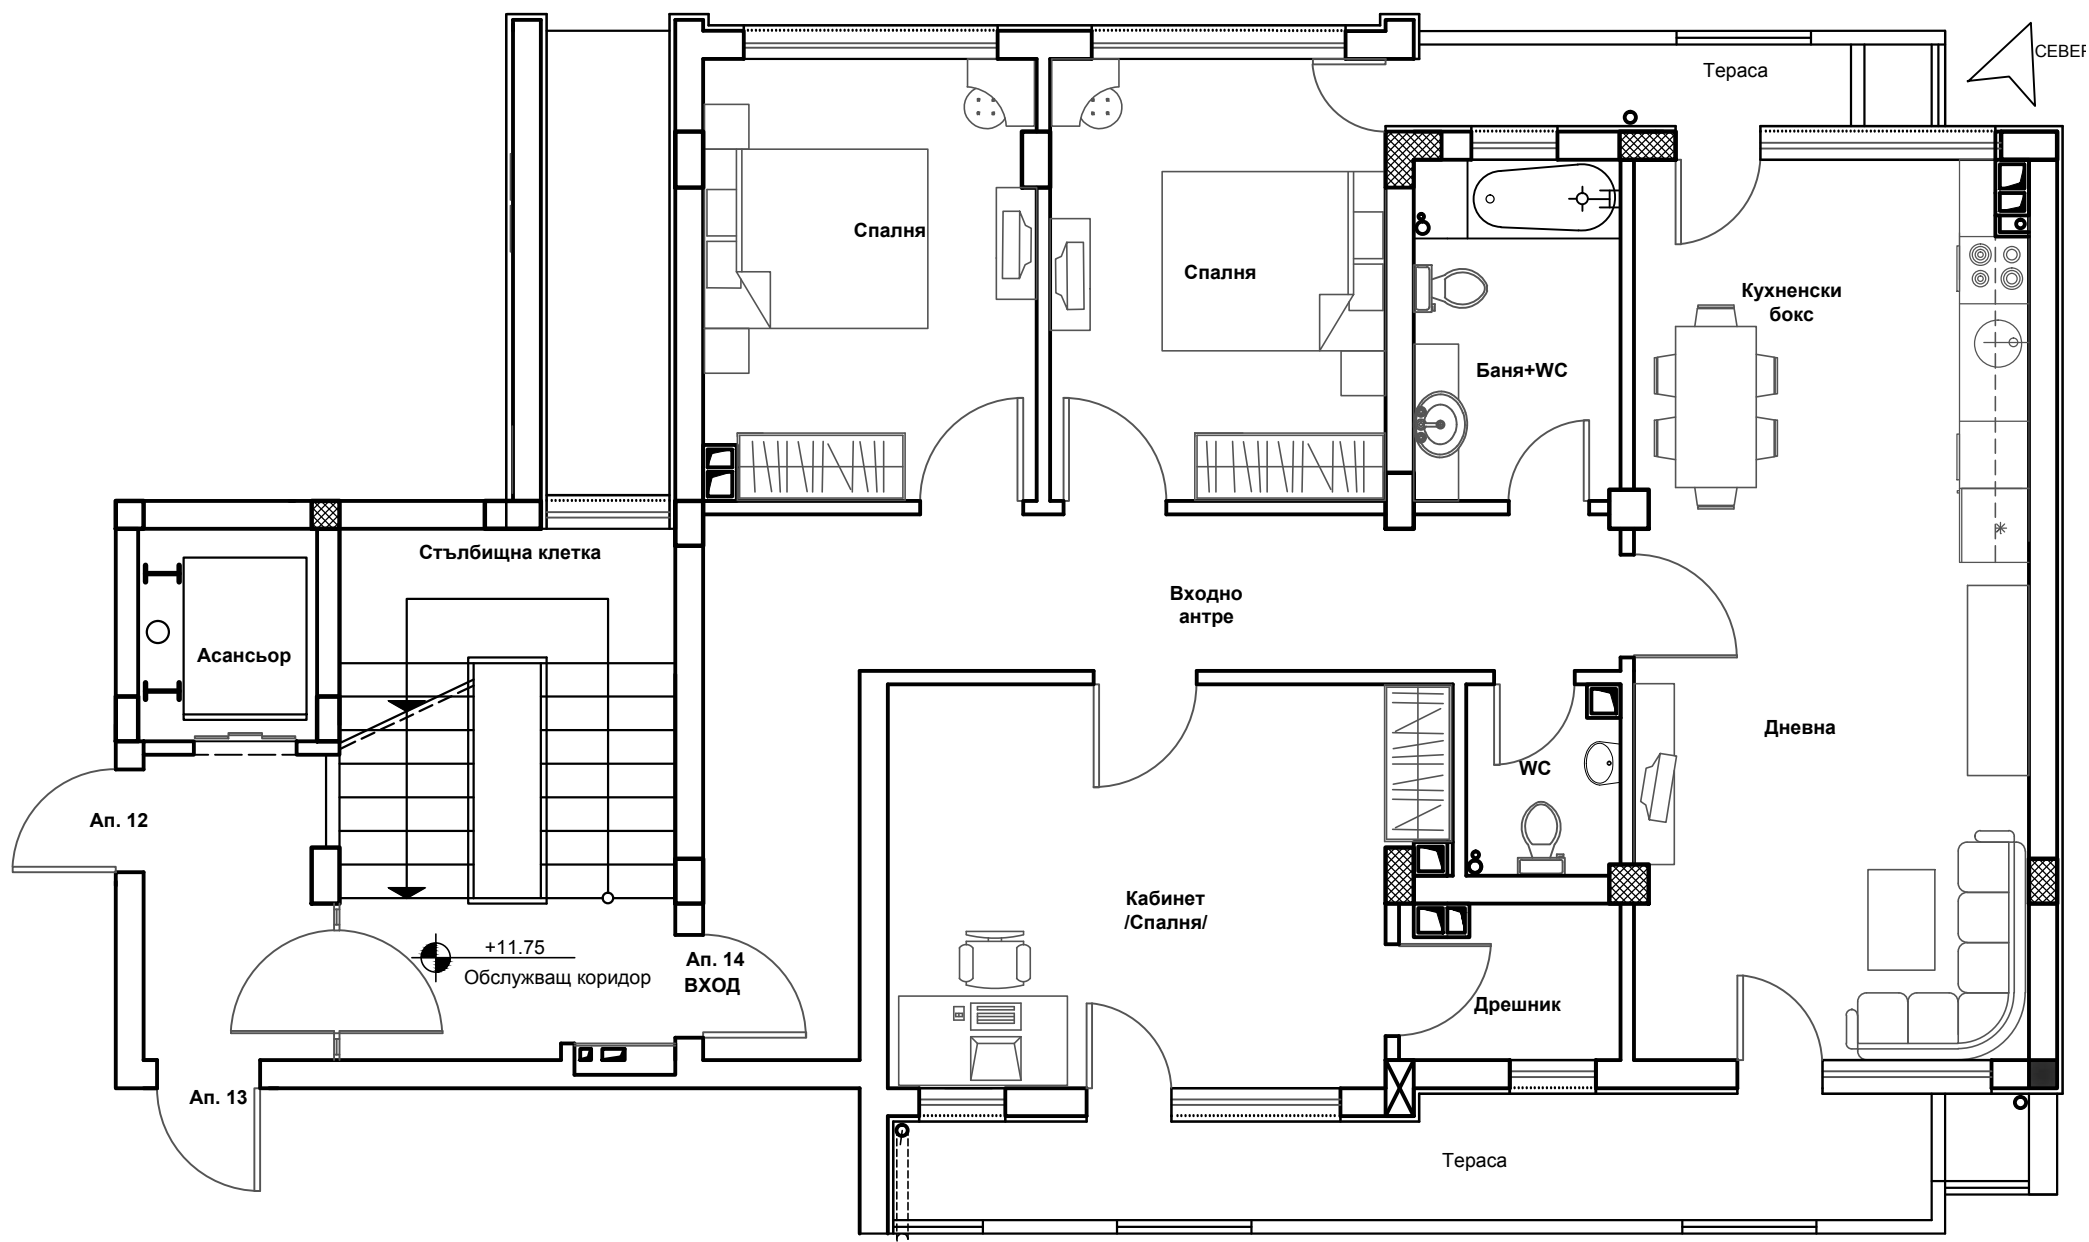 СЕВЕР
Тераса
Спалня
Спалня
Кухненски
бокс
Баня+WC
Стълбищна клетка
Входно
антре
Асансьор
Дневна
WC
Ап. 12
Кабинет
/Спалня/
+11.75
Обслужващ коридор
Ап. 14
ВХОД
Дрешник
Ап. 13
Тераса